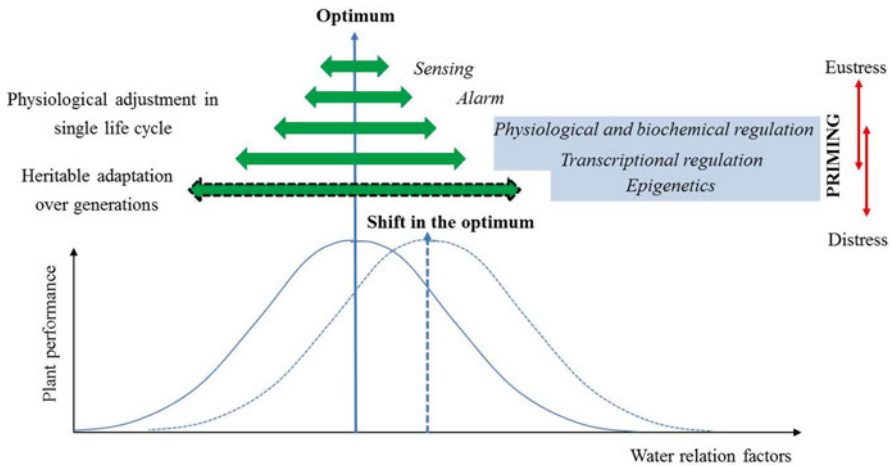 Optimum
Sensing
Eustress
Physiological adjustment in
single life cycle
Alarm
Physiological and biochemical regulation
Transcriptional regulation
PRIMING
Heritable adaptation
over generations
Epigenetics
Shift in the optimum
Distress
Plant performance
Water relation factors